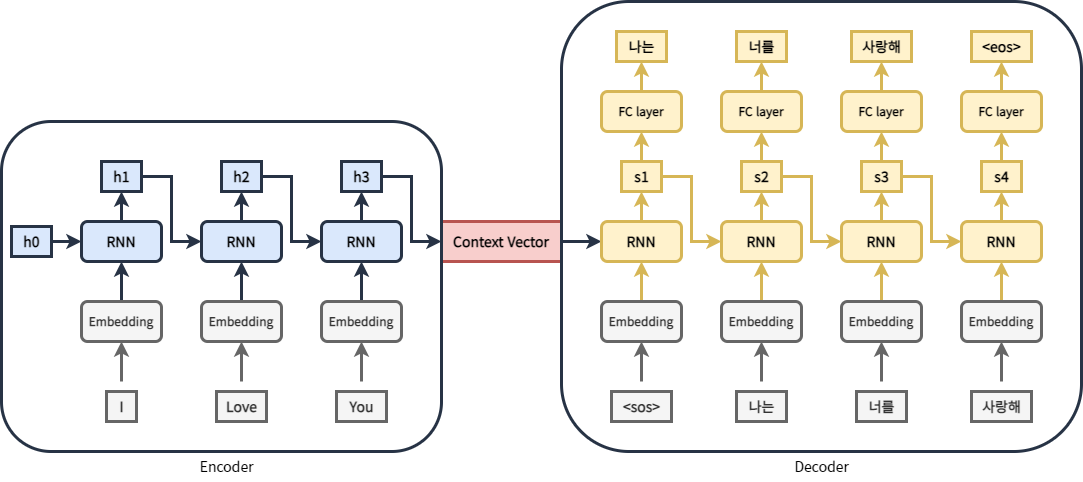 나는
너를
사랑해
<eos>
FC layer
FC layer
FC layer
FC layer
h1
h2
h3
s1
s2
s3
s4
h0
RNN
RNN
RNN
Context Vector
RNN
RNN
RNN
RNN
Embedding
Embedding
Embedding
Embedding
Embedding
Embedding
Embedding
I
Love
You
<sos>
나는
너를
사랑해
Encoder
Decoder